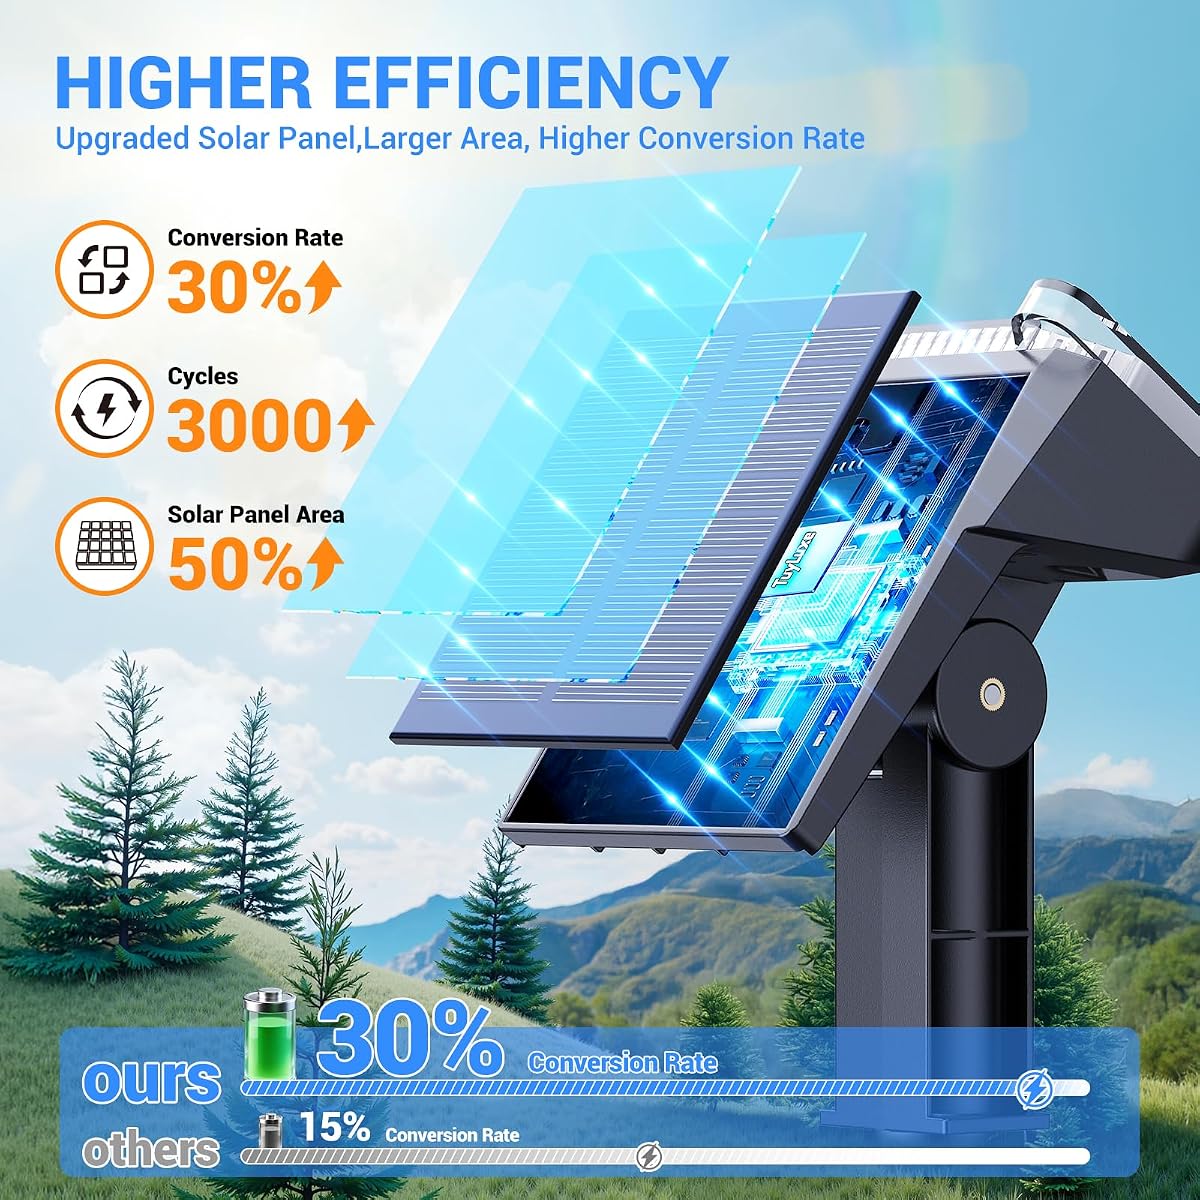 HIGHER EFFICIENCY
Upgraded Solar Panel,Larger Area, Higher Conversion Rate
Conversion Rate
30%
Cycles
3000
Solar Panel Area
50%
TuyLuxe
ours
30% Conversion Rate
others
15% Conversion Rate